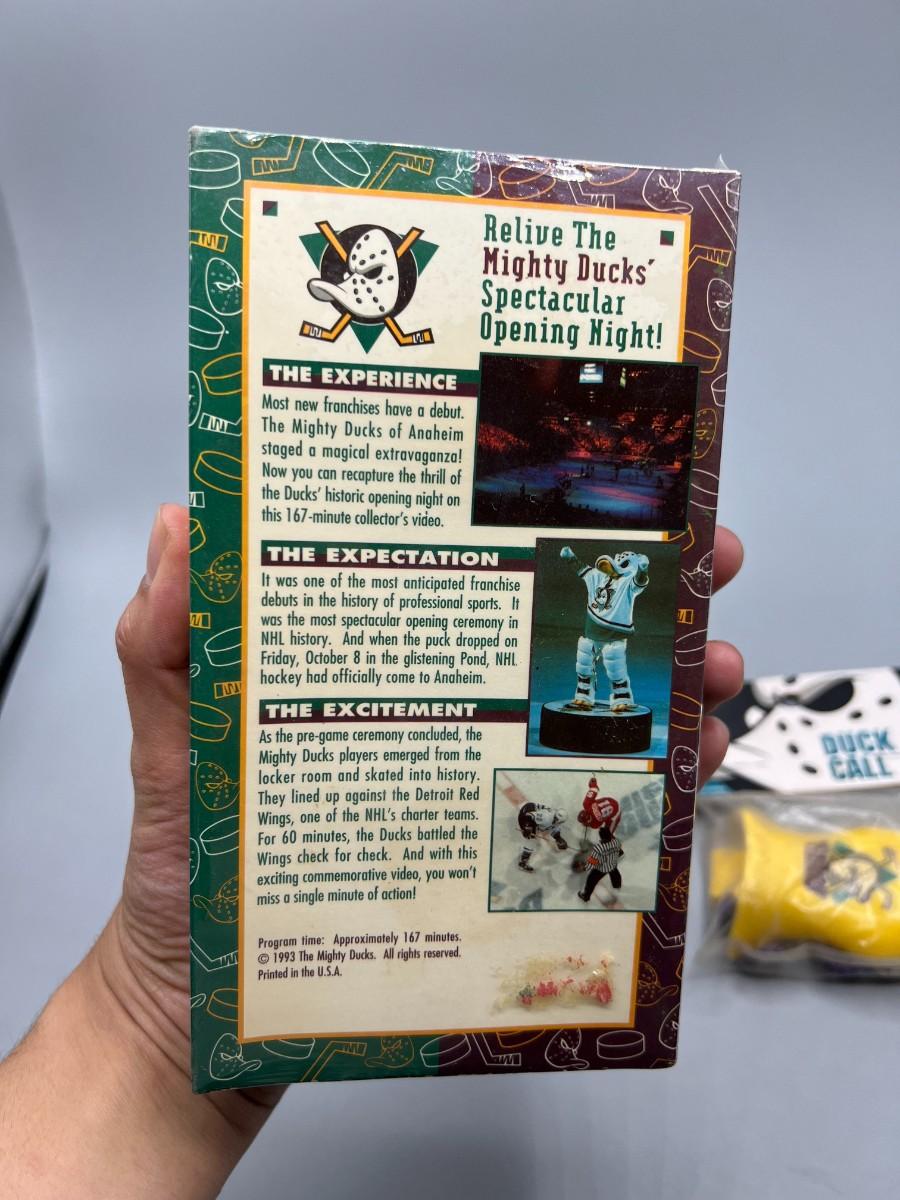 Relive The
Mighty Ducks'
Spectacular
Opening Night!
THE EXPERIENCE
Most new franchises have a debut.
The Mighty Ducks of Anaheim
staged a magical extravaganza!
Now you can recapture the thrill of
the Ducks' historic opening night on
this 167-minute collector's video.
THE EXPECTATION
It was one of the most anticipated franchise
debuts in the history of professional sports. It
was the most spectacular opening ceremony in
NHL history. And when the puck dropped on
Friday, October 8 in the glistening Pond, NHL
hockey had officially come to Anaheim.
THE EXCITEMENT
As the pre-game ceremony concluded, the
Mighty Ducks players emerged from the
locker room and skated into history.
They lined up against the Detroit Red
Wings, one of the NHL's charter teams.
For 60 minutes, the Ducks battled the
Wings check for check. And with this
exciting commemorative video, you won't
miss a single minute of action!
Program time: Approximately 167 minutes.
© 1993 The Mighty Ducks. All rights reserved.
Printed in the U.S.A.
DUCK
CALL